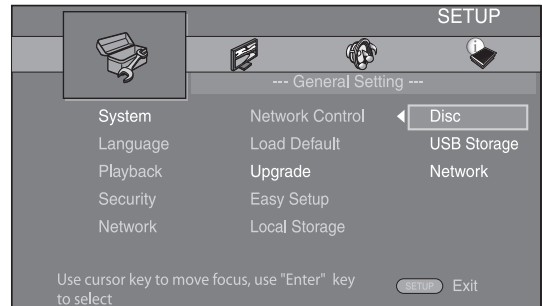 SETUP
--- General Setting ---
System
Language
Playback
Security
Network
Network Control
Load Default
Upgrade
Easy Setup
Local Storage
Disc
USB Storage
Network
Use cursor key to move focus, use "Enter" key
to select
SETUP Exit